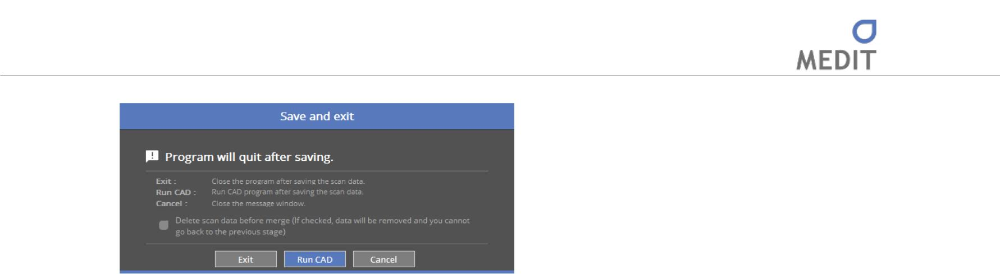 MEDIT
Save and exit
Program will quit after saving.
Exit : Close the program after saving the scan data.
Run CAD : Run CAD program after saving the scan data.
Cancel : Close the message window.
Delete scan data before merge (If checked, data will be removed and you cannot
go back to the previous stage)
Exit Run CAD Cancel